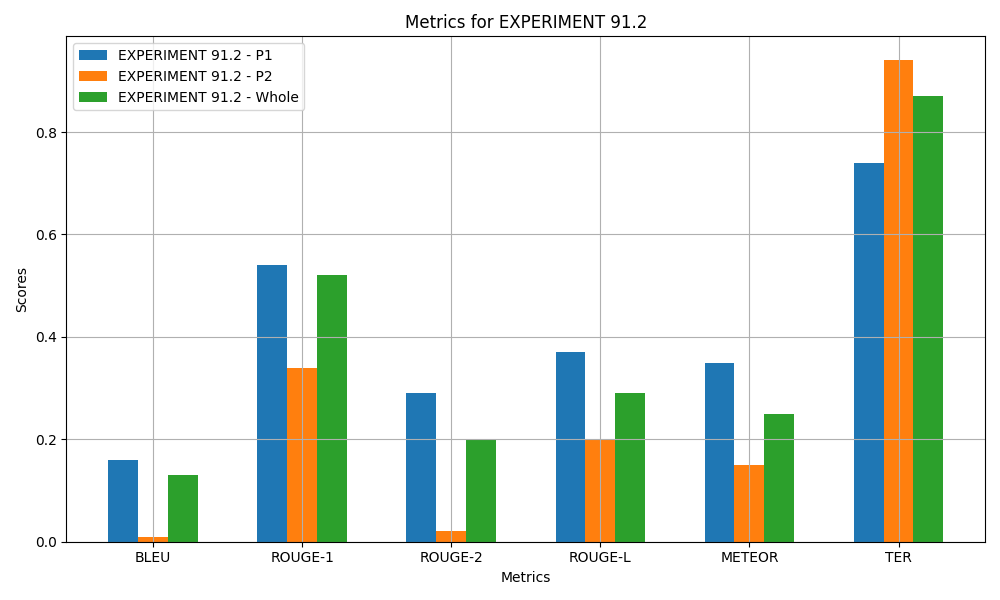 Metrics for EXPERIMENT 91.2
EXPERIMENT 91.2 - P1
EXPERIMENT 91.2 - P2
EXPERIMENT 91.2 - Whole
0.8
0.6
0.4
0.2
0.0
Scores
BLEU ROUGE-1 ROUGE-2 ROUGE-L METEOR TER
Metrics